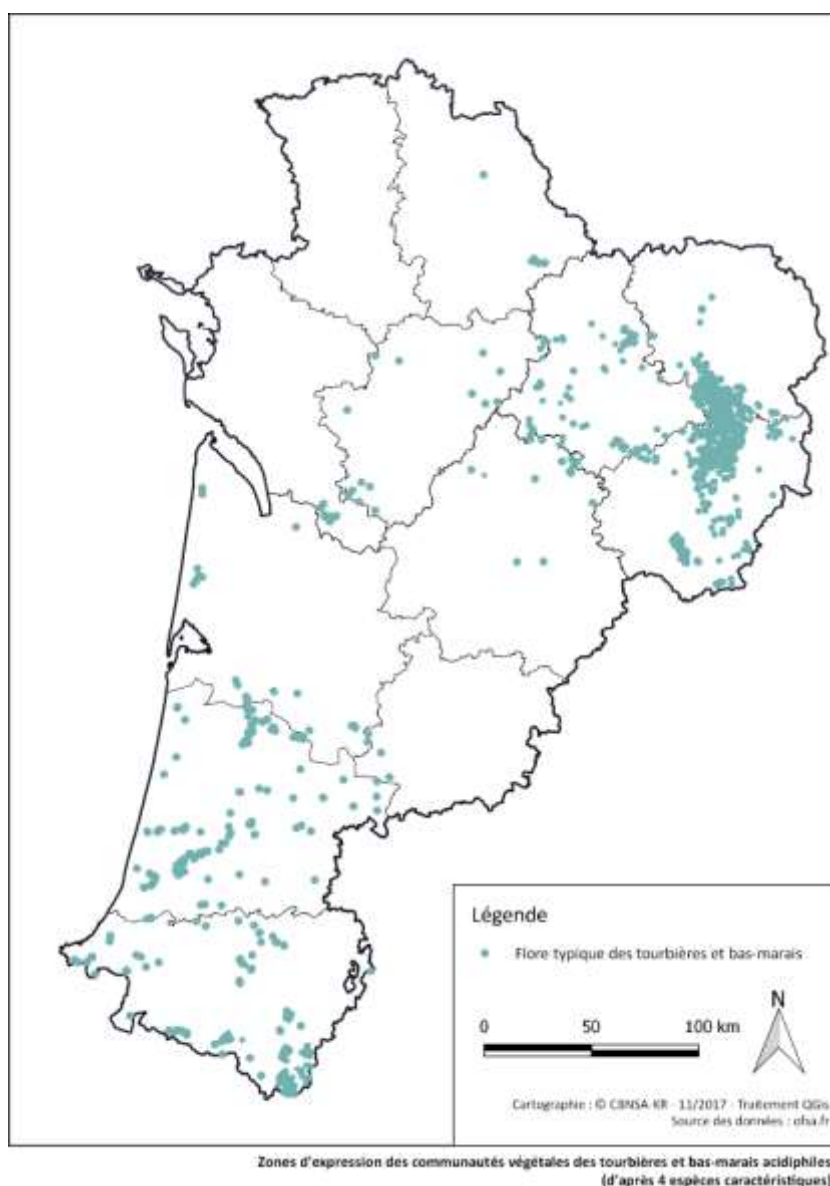 Légende
Flore typique des tourbières et bas-marais
N
0 50 100 km
Cartographie : © CBNSA-KR - 11/2017 - Traitement QGis
Source des données : ofsa.fr
Zones d'expression des communautés végétales des tourbières et bas-marais acidiphiles
(d'après 4 espèces caractéristiques)